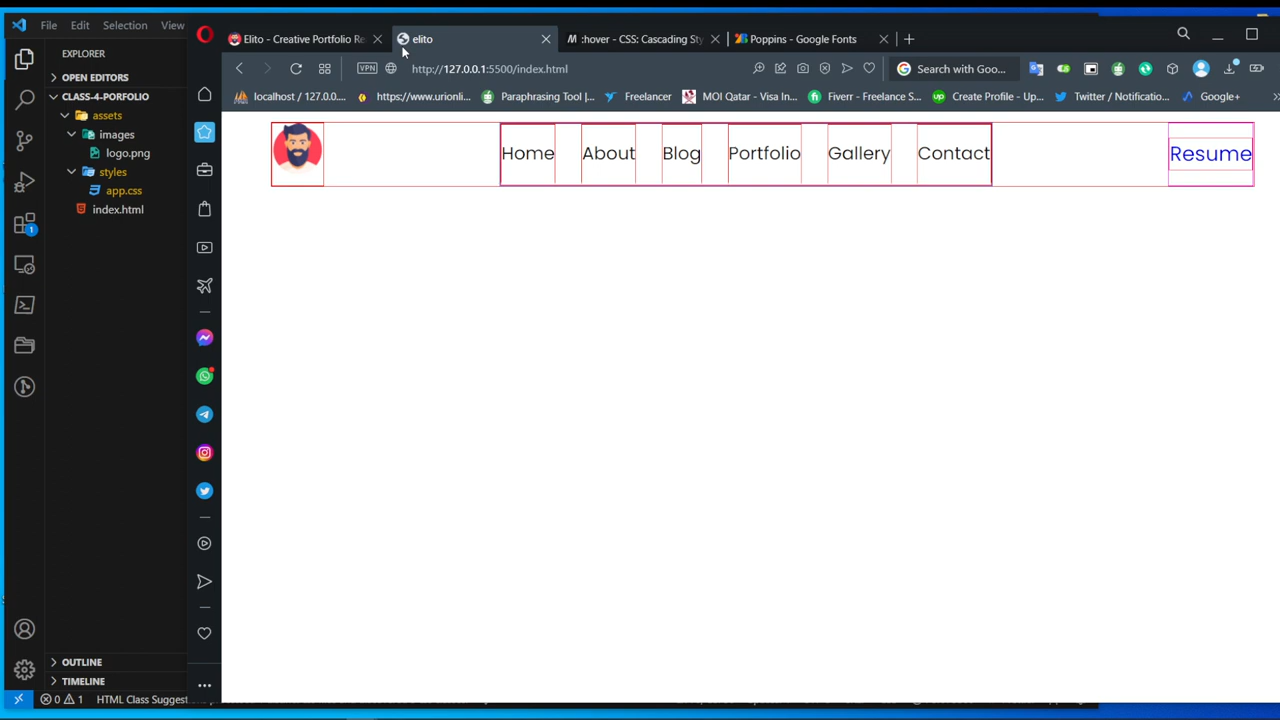 File Edit Selection View
EXPLORER
OPEN EDITORS
CLASS-4-PORFOLIO
assets
images
logo.png
styles
app.css
index.html
OUTLINE
TIMELINE
0 1 HTML Class Suggest
Elito - Creative Portfolio Re
elito
M :hover - CSS: Cascading Sty
Poppins - Google Fonts
VPN
http://127.0.0.1:5500/index.html
Search with Goo...
localhost / 127.0.0....
https://www.urionli...
Paraphrasing Tool |...
Freelancer
MOI Qatar - Visa In...
Fiverr - Freelance S...
up Create Profile - Up...
Twitter / Notificatio...
Google+
Home About Blog Portfolio Gallery Contact Resume